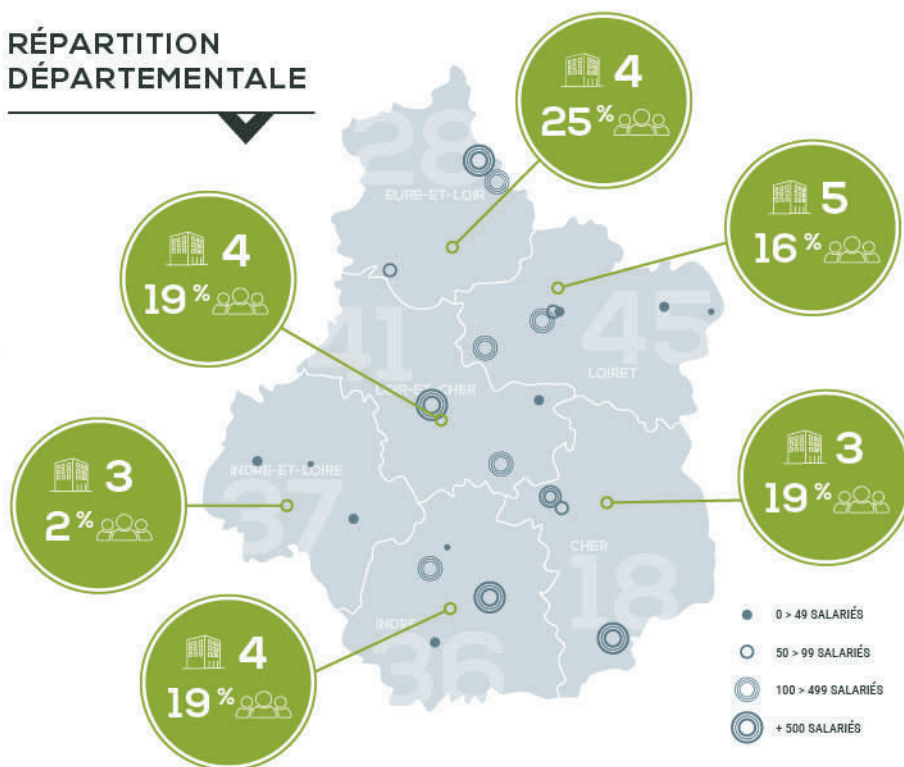 RÉPARTITION
DÉPARTEMENTALE
4
25 %
28
EURE-ET-LOIR
5
16 %
4
19 %
45
LOIRET
41
LOIR-ET-CHER
3
2 %
INDRE-ET-LOIRE
37
3
19 %
CHER
18
4
19 %
INDRE
36
0 > 49 SALARIÉS
50 > 99 SALARIÉS
100 > 499 SALARIÉS
+ 500 SALARIÉS